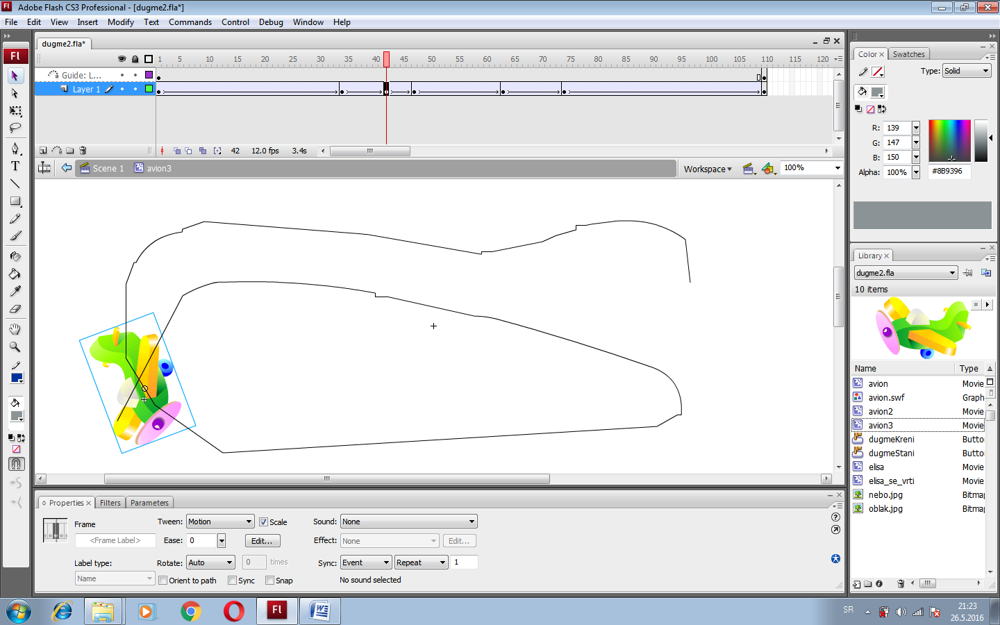 Adobe Flash CS3 Professional - [dugme2.fla*]
File Edit View Insert Modify Text Commands Control Debug Window Help
dugme2.fla*
1 5 10 15 20 25 30 35 40 45 50 55 60 65 70 75 80 85 90 95 100 105 110 115 120
Guide: L...
Layer 1
42 12.0 fps 3.4s
Scene 1 avion3 Workspace 100%
Properties Filters Parameters
Frame Tween: Motion Scale Sound: None
<Frame Label> Ease: 0 Edit... Effect: None Edit...
Label type: Rotate: Auto 0 times Sync: Event Repeat 1
Name Orient to path Sync Snap No sound selected
Color Swatches
Type: Solid
R: 139
G: 147
B: 150
Alpha: 100% #8B9396
Library
dugme2.fla
10 items
Name Type
avion Movie
avion.swf Graph
avion2 Movie
avion3 Movie
dugmeKreni Butto
dugmeStani Butto
elisa Movie
elisa_se_vrti Movie
nebo.jpg Bitma
oblak.jpg Bitma
Fl
SR 21:23
26.5.2016